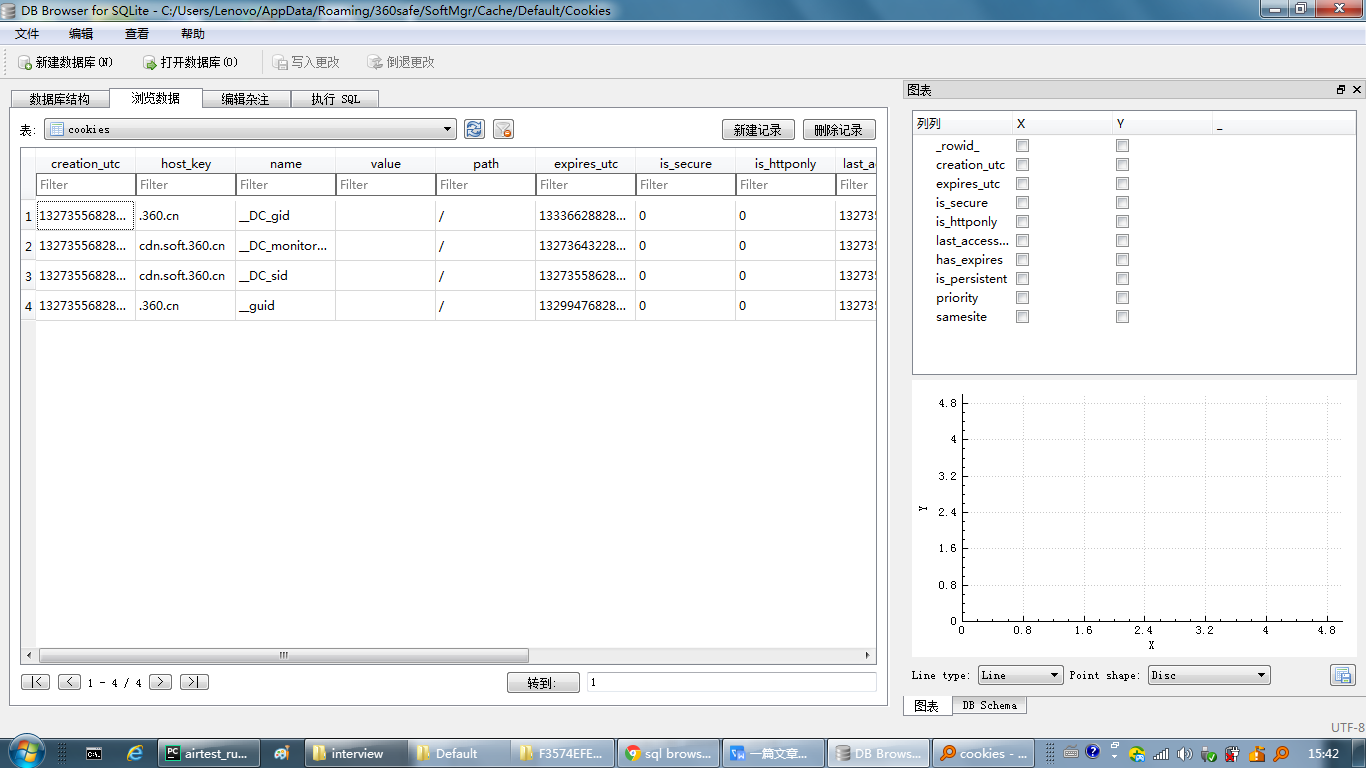 DB Browser for SQLite - C:/Users/Lenovo/AppData/Roaming/360safe/SoftMgr/Cache/Default/Cookies
文件 编辑 查看 帮助
新建数据库(N) 打开数据库(O) 写入更改 倒退更改
数据库结构 浏览数据 编辑杂注 执行 SQL
表: cookies 新建记录 删除记录
creation_utc host_key name value path expires_utc is_secure is_httponly last_a
Filter Filter Filter Filter Filter Filter Filter Filter Filter
1 13273556828... .360.cn __DC_gid / 13336628828... 0 0 13273
2 13273556828... cdn.soft.360.cn __DC_monitor... / 13273643228... 0 0 13273
3 13273556828... cdn.soft.360.cn __DC_sid / 13273558628... 0 0 13273
4 13273556828... .360.cn __guid / 13299476828... 0 0 13273
1 - 4 / 4 转到: 1
图表
列列 X Y _
_rowid_
creation_utc
expires_utc
is_secure
is_httponly
last_access...
has_expires
is_persistent
priority
samesite
4.8
4
3.2
2.4
1.6
0.8
0
Y
0 0.8 1.6 2.4 3.2 4 4.8
X
Line type: Line Point shape: Disc
图表 DB Schema
UTF-8
airtest_ru... interview Default F3574EFE... sql brows... 一篇文章... DB Brows... cookies - ... 15:42